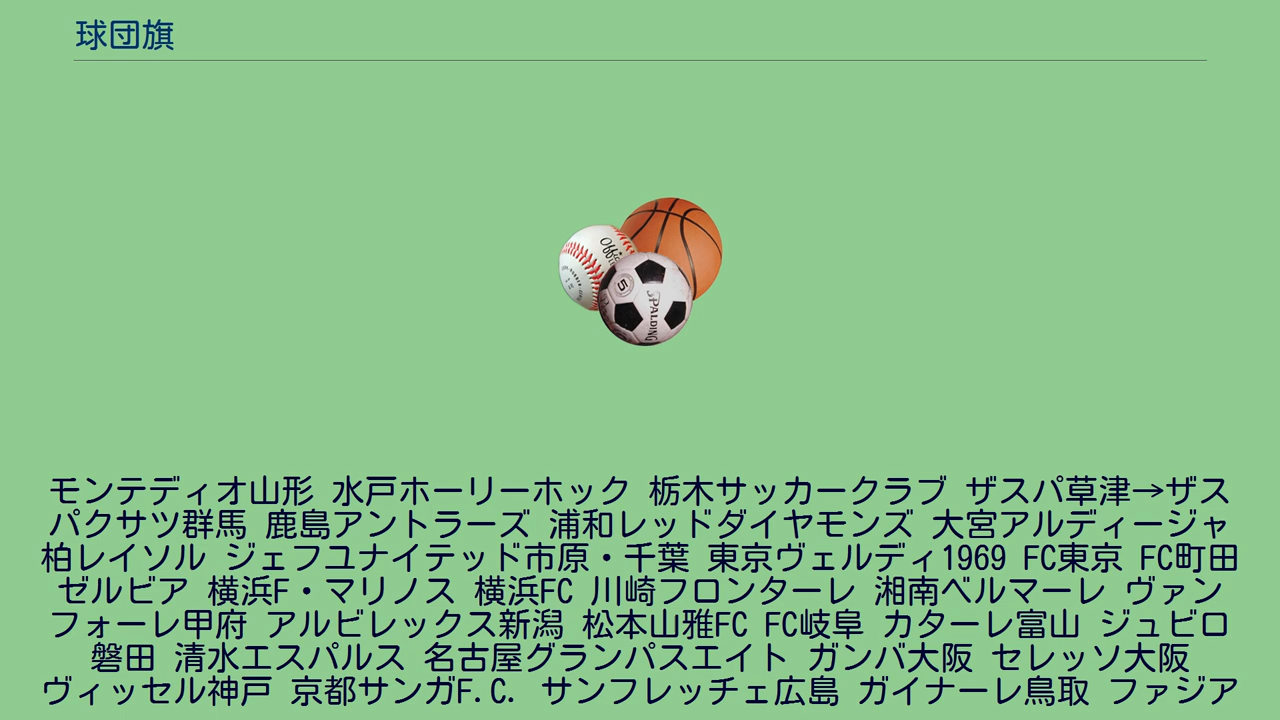 球団旗
Offici
5
SPALDING
モンテディオ山形 水戸ホーリーホック 栃木サッカークラブ ザスパ草津→ザス
パクサツ群馬 鹿島アントラーズ 浦和レッドダイヤモンズ 大宮アルディージャ
柏レイソル ジェフユナイテッド市原・千葉 東京ヴェルディ1969 FC東京 FC町田
ゼルビア 横浜F・マリノス 横浜FC 川崎フロンターレ 湘南ベルマーレ ヴァン
フォーレ甲府 アルビレックス新潟 松本山雅FC FC岐阜 カターレ富山 ジュビロ
磐田 清水エスパルス 名古屋グランパスエイト ガンバ大阪 セレッソ大阪
ヴィッセル神戸 京都サンガF.C. サンフレッチェ広島 ガイナーレ鳥取 ファジア